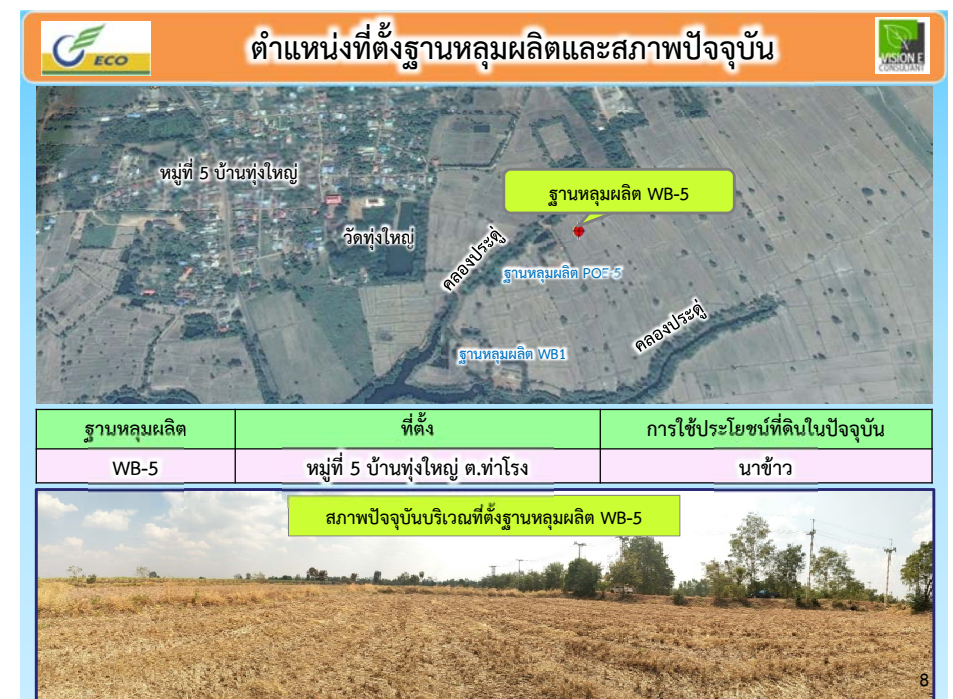 ECO
ตำแหน่งที่ตั้งฐานหลุมผลิตและสภาพปัจจุบัน
VISION E
CONSULTANT
หมู่ที่ 5 บ้านทุ่งใหญ่
ฐานหลุมผลิต WB-5
วัดทุ่งใหญ่
คลองประดู่
ฐานหลุมผลิต POE-5
คลองประดู่
ฐานหลุมผลิต WB1
ฐานหลุมผลิต ที่ตั้ง การใช้ประโยชน์ที่ดินในปัจจุบัน
WB-5 หมู่ที่ 5 บ้านทุ่งใหญ่ ต.ท่าโรง นาข้าว
สภาพปัจจุบันบริเวณที่ตั้งฐานหลุมผลิต WB-5
8